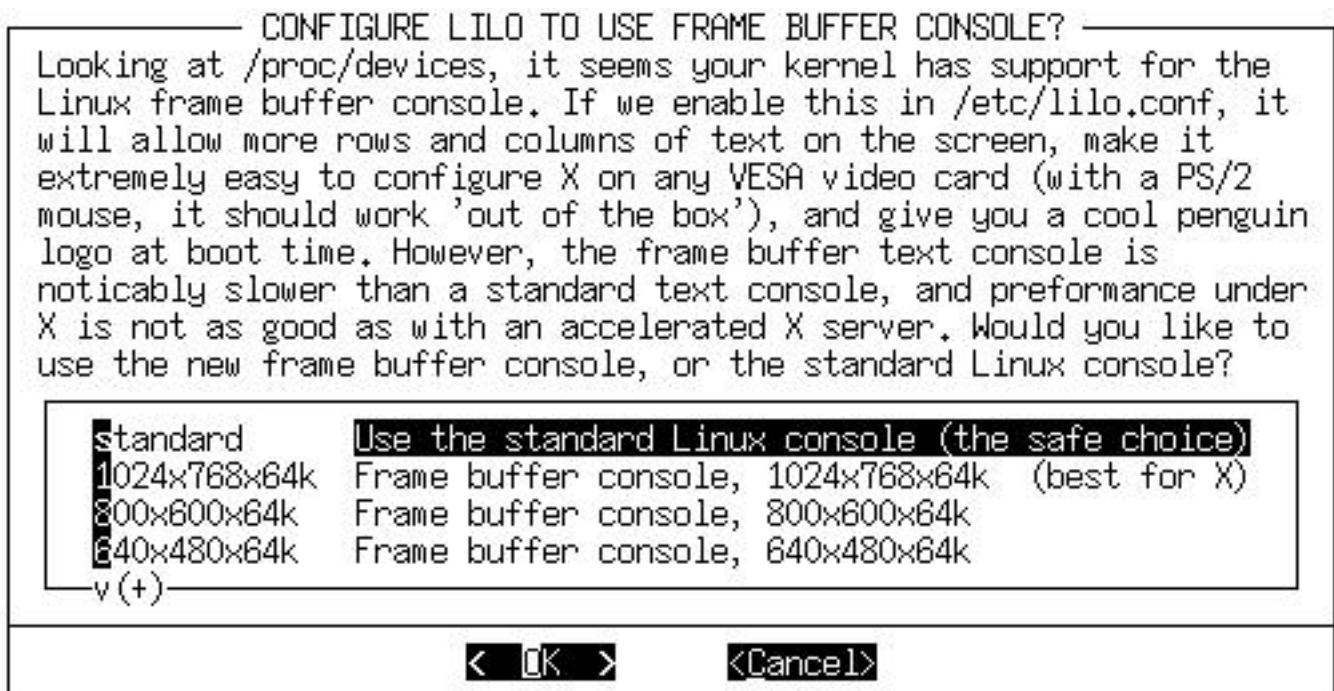 CONFIGURE LILO TO USE FRAME BUFFER CONSOLE?
Looking at /proc/devices, it seems your kernel has support for the
Linux frame buffer console. If we enable this in /etc/lilo.conf, it
will allow more rows and columns of text on the screen, make it
extremely easy to configure X on any VESA video card (with a PS/2
mouse, it should work 'out of the box'), and give you a cool penguin
logo at boot time. However, the frame buffer text console is
noticably slower than a standard text console, and preformance under
X is not as good as with an accelerated X server. Would you like to
use the new frame buffer console, or the standard Linux console?
standard Use the standard Linux console (the safe choice)
1024x768x64k Frame buffer console, 1024x768x64k (best for X)
800x600x64k Frame buffer console, 800x600x64k
640x480x64k Frame buffer console, 640x480x64k
v(+)
< OK > <Cancel>